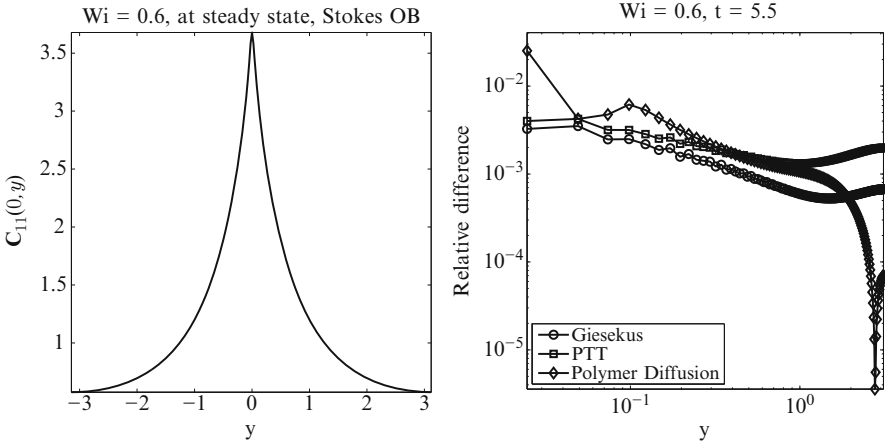 Wi = 0.6, at steady state, Stokes OB
C₁₁(0, y)
3.5
3
2.5
2
1.5
1
−3 −2 −1 0 1 2 3
y
Wi = 0.6, t = 5.5
Relative difference
10⁻²
10⁻³
10⁻⁴
10⁻⁵
Giesekus
PTT
Polymer Diffusion
10⁻¹ 10⁰
y